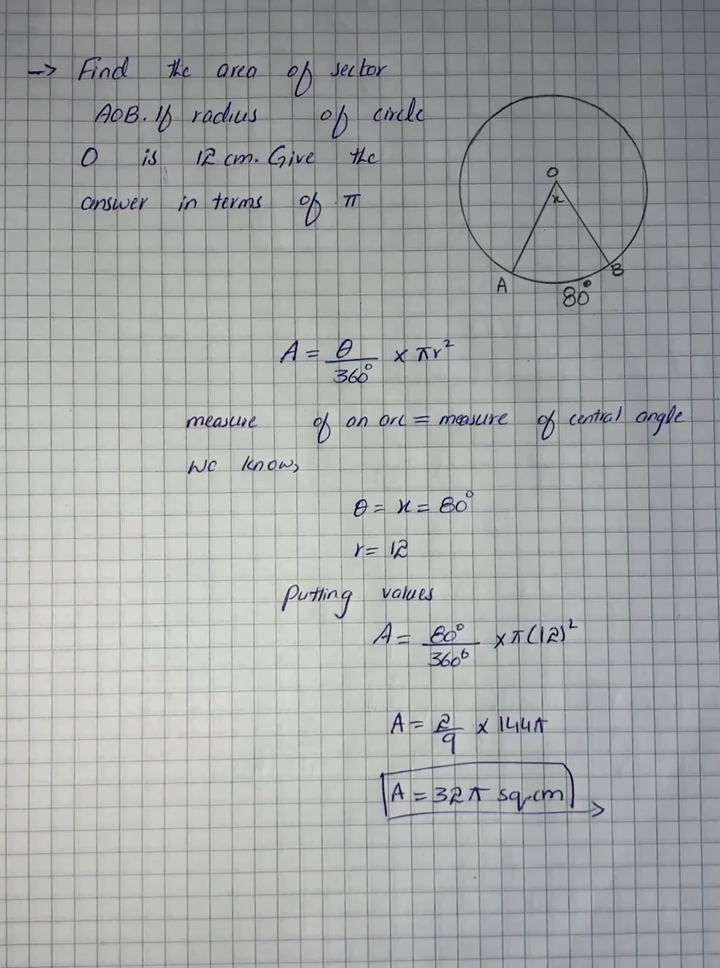 → Find the area of sector
AOB. If radius of circle
O is 12 cm. Give the
answer in terms of π
O
x
A
B
80°
A = θ/360° × πr²
measure of an arc = measure of central angle
We know,
θ = x = 80°
r = 12
Putting values
A = 80°/360° × π(12)²
A = 2/9 × 144π
A = 32π sq.cm